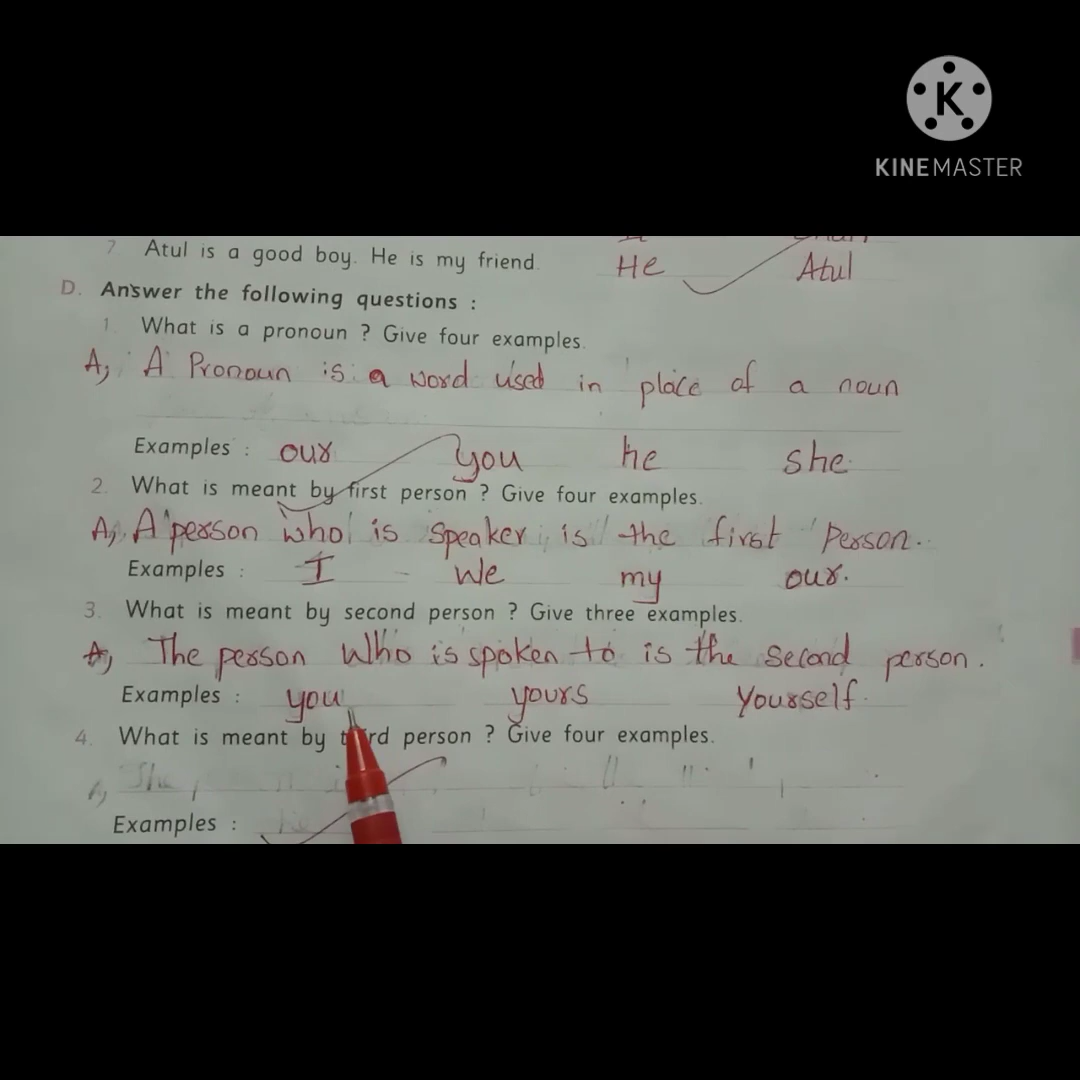 K
KINEMASTER
7. Atul is a good boy. He is my friend. He Atul
D. Answer the following questions :
1. What is a pronoun ? Give four examples.
A, A Pronoun is a word used in place of a noun
Examples : our you he she
2. What is meant by first person ? Give four examples.
A, A person who is speaker is the first Person.
Examples : I We my our.
3. What is meant by second person ? Give three examples.
A, The person who is spoken to is the second person.
Examples : you yours Yourself.
4. What is meant by third person ? Give four examples.
A,
Examples :